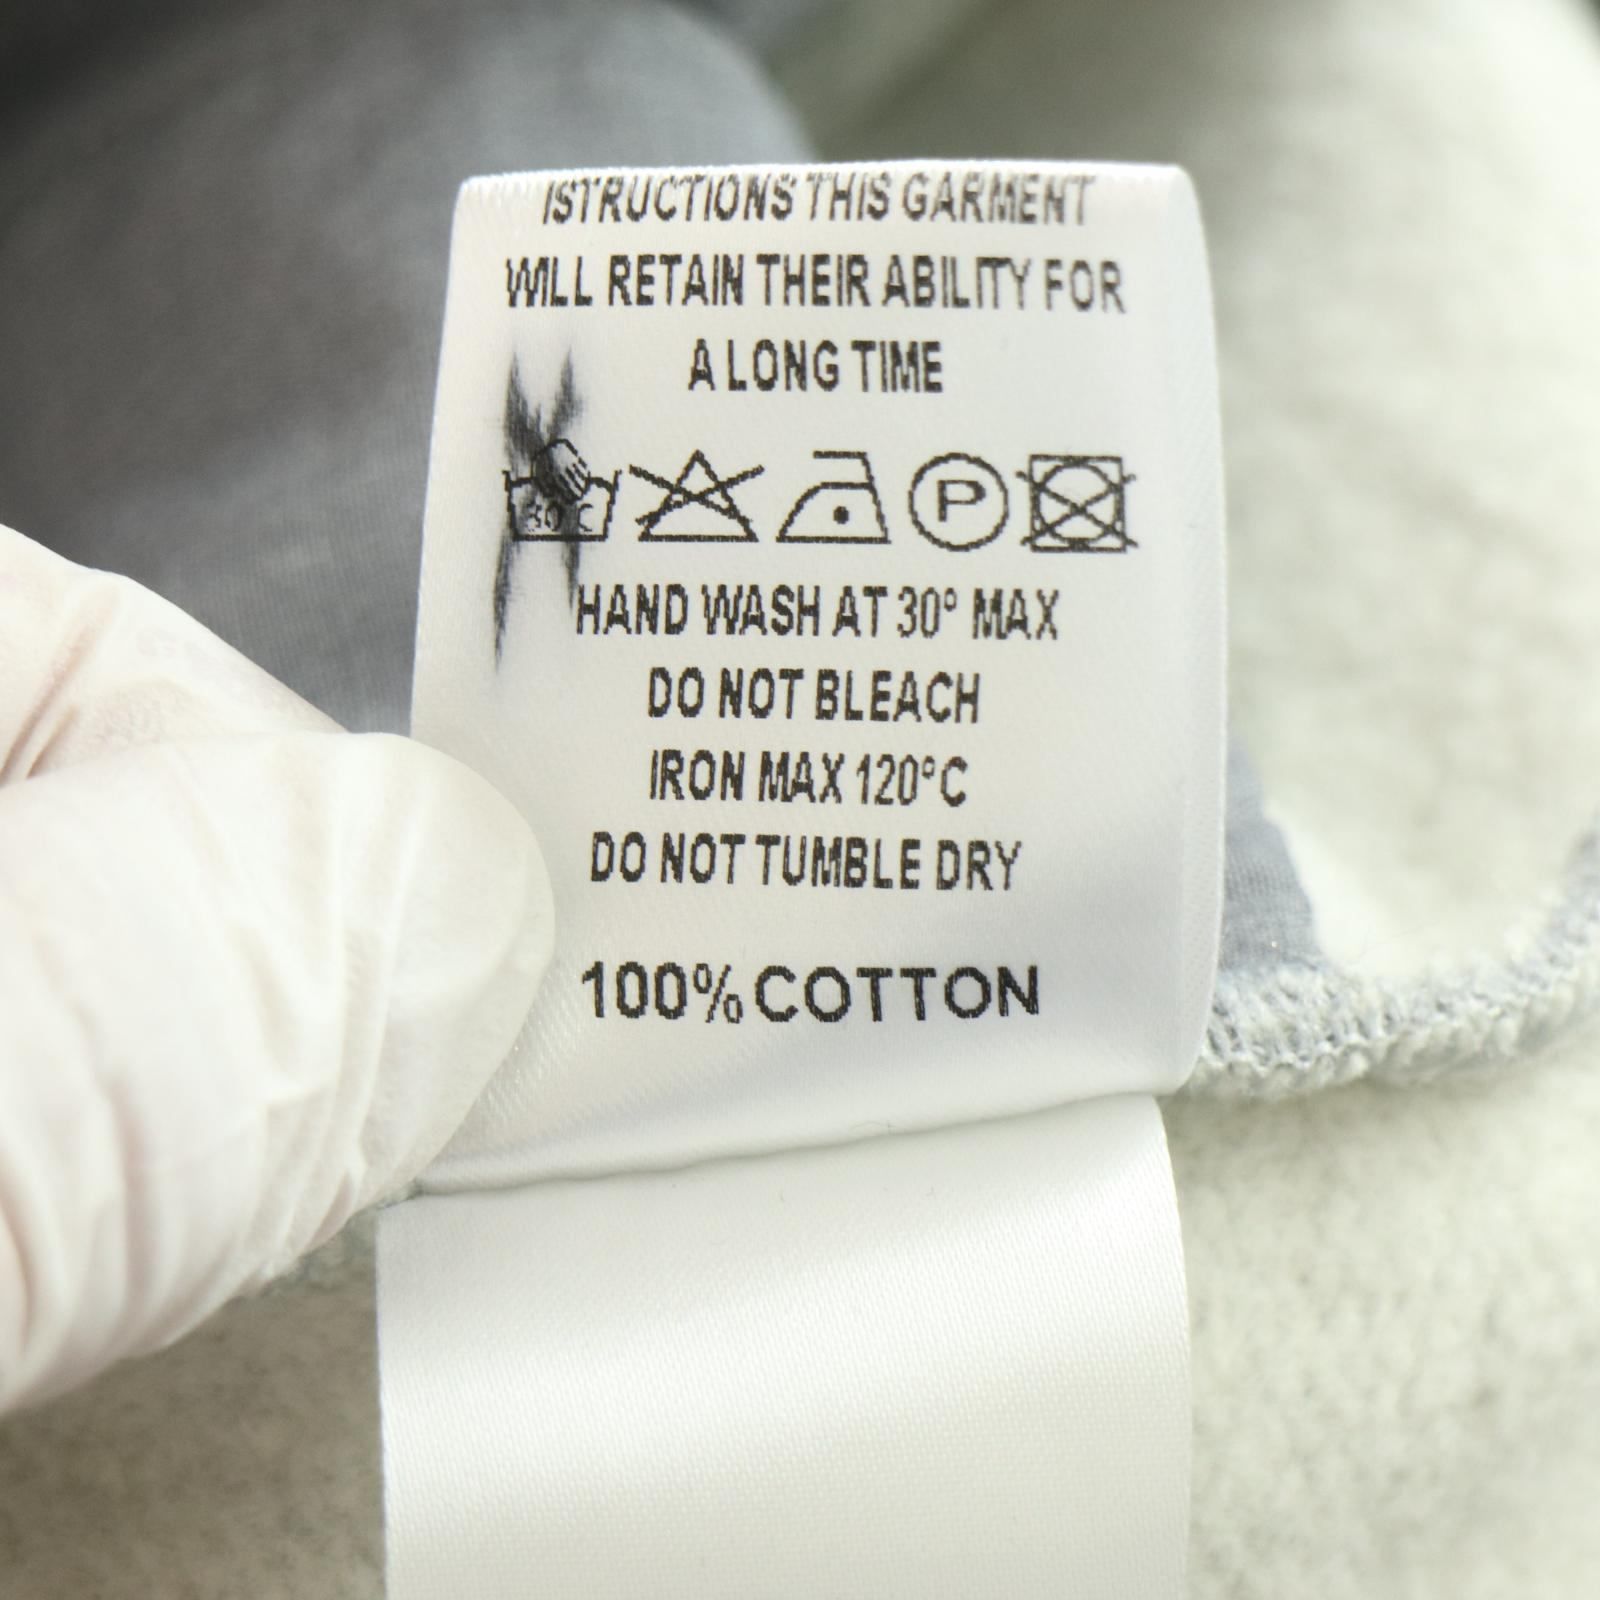 ISTRUCTIONS THIS GARMENT
WILL RETAIN THEIR ABILITY FOR
A LONG TIME
30°C P
HAND WASH AT 30° MAX
DO NOT BLEACH
IRON MAX 120°C
DO NOT TUMBLE DRY
100% COTTON